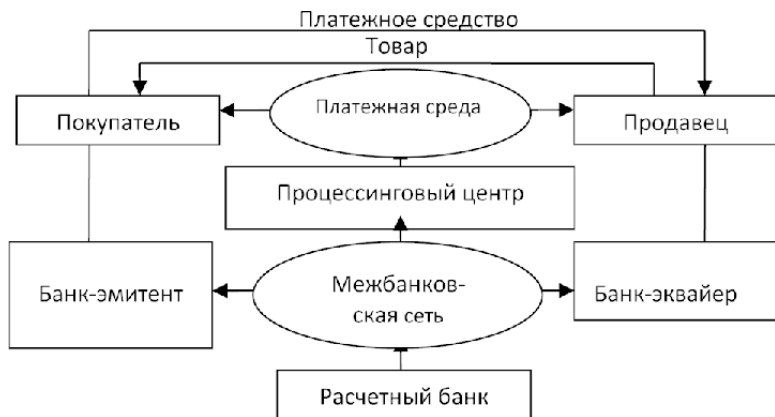 Платежное средство
Товар
Платежная среда
Покупатель
Продавец
Процессинговый центр
Банк-эмитент
Межбанков-
ская сеть
Банк-эквайер
Расчетный банк